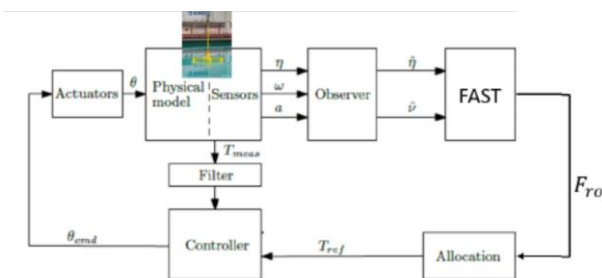 Actuators
θ
Physical
model
Sensors
η
ω
a
Observer
η̂
ν̂
FAST
T_meas
Filter
F_ro
θ_cmd
Controller
T_ref
Allocation